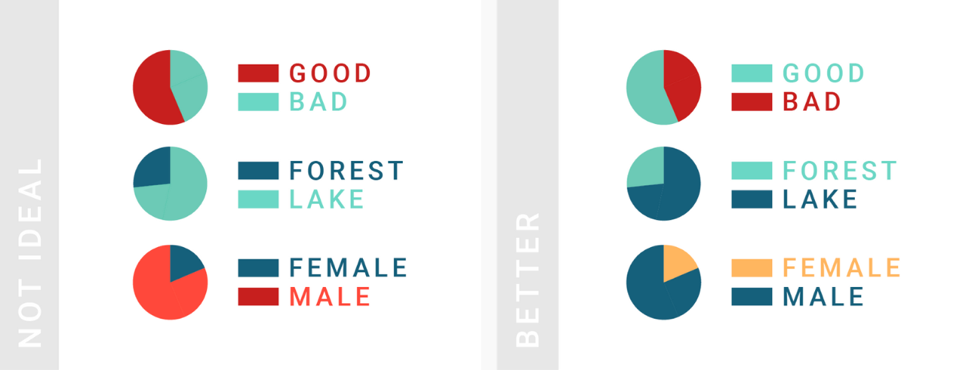 NOT IDEAL
GOOD
BAD
FOREST
LAKE
FEMALE
MALE
BETTER
GOOD
BAD
FOREST
LAKE
FEMALE
MALE